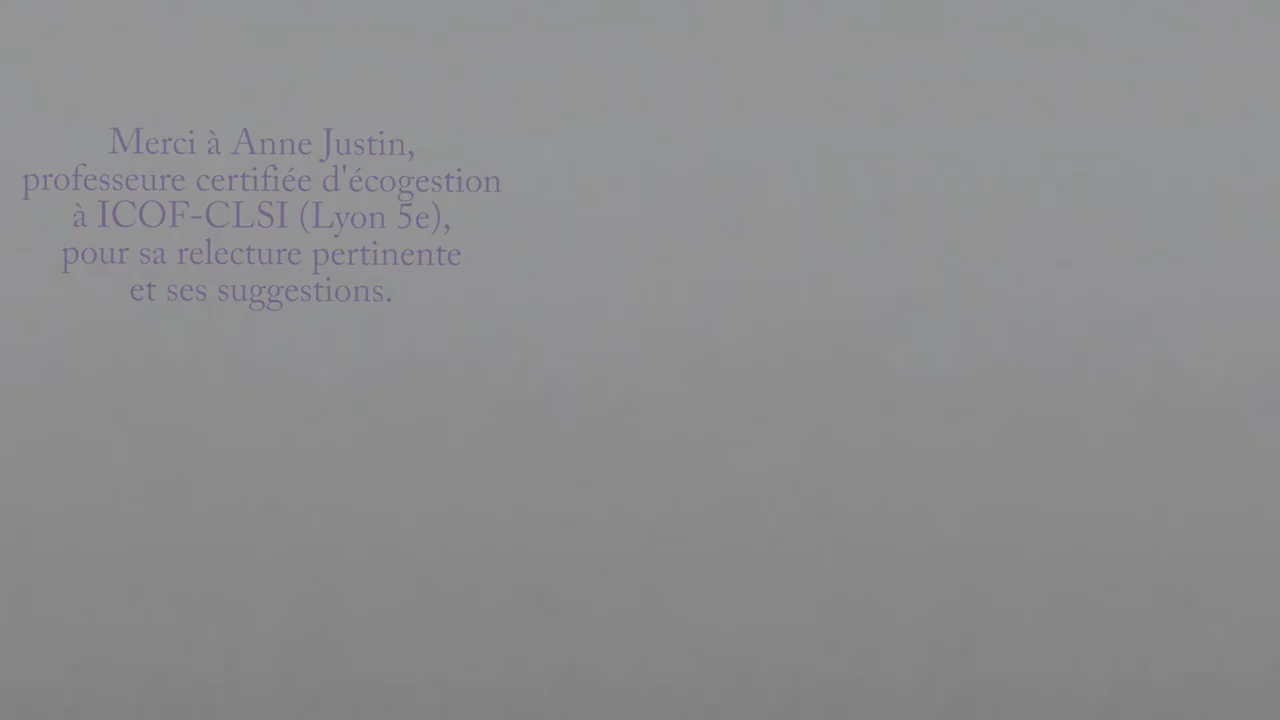 Merci à Anne Justin,
professeure certifiée d'écogestion
à ICOF-CLSI (Lyon 5e),
pour sa relecture pertinente
et ses suggestions.